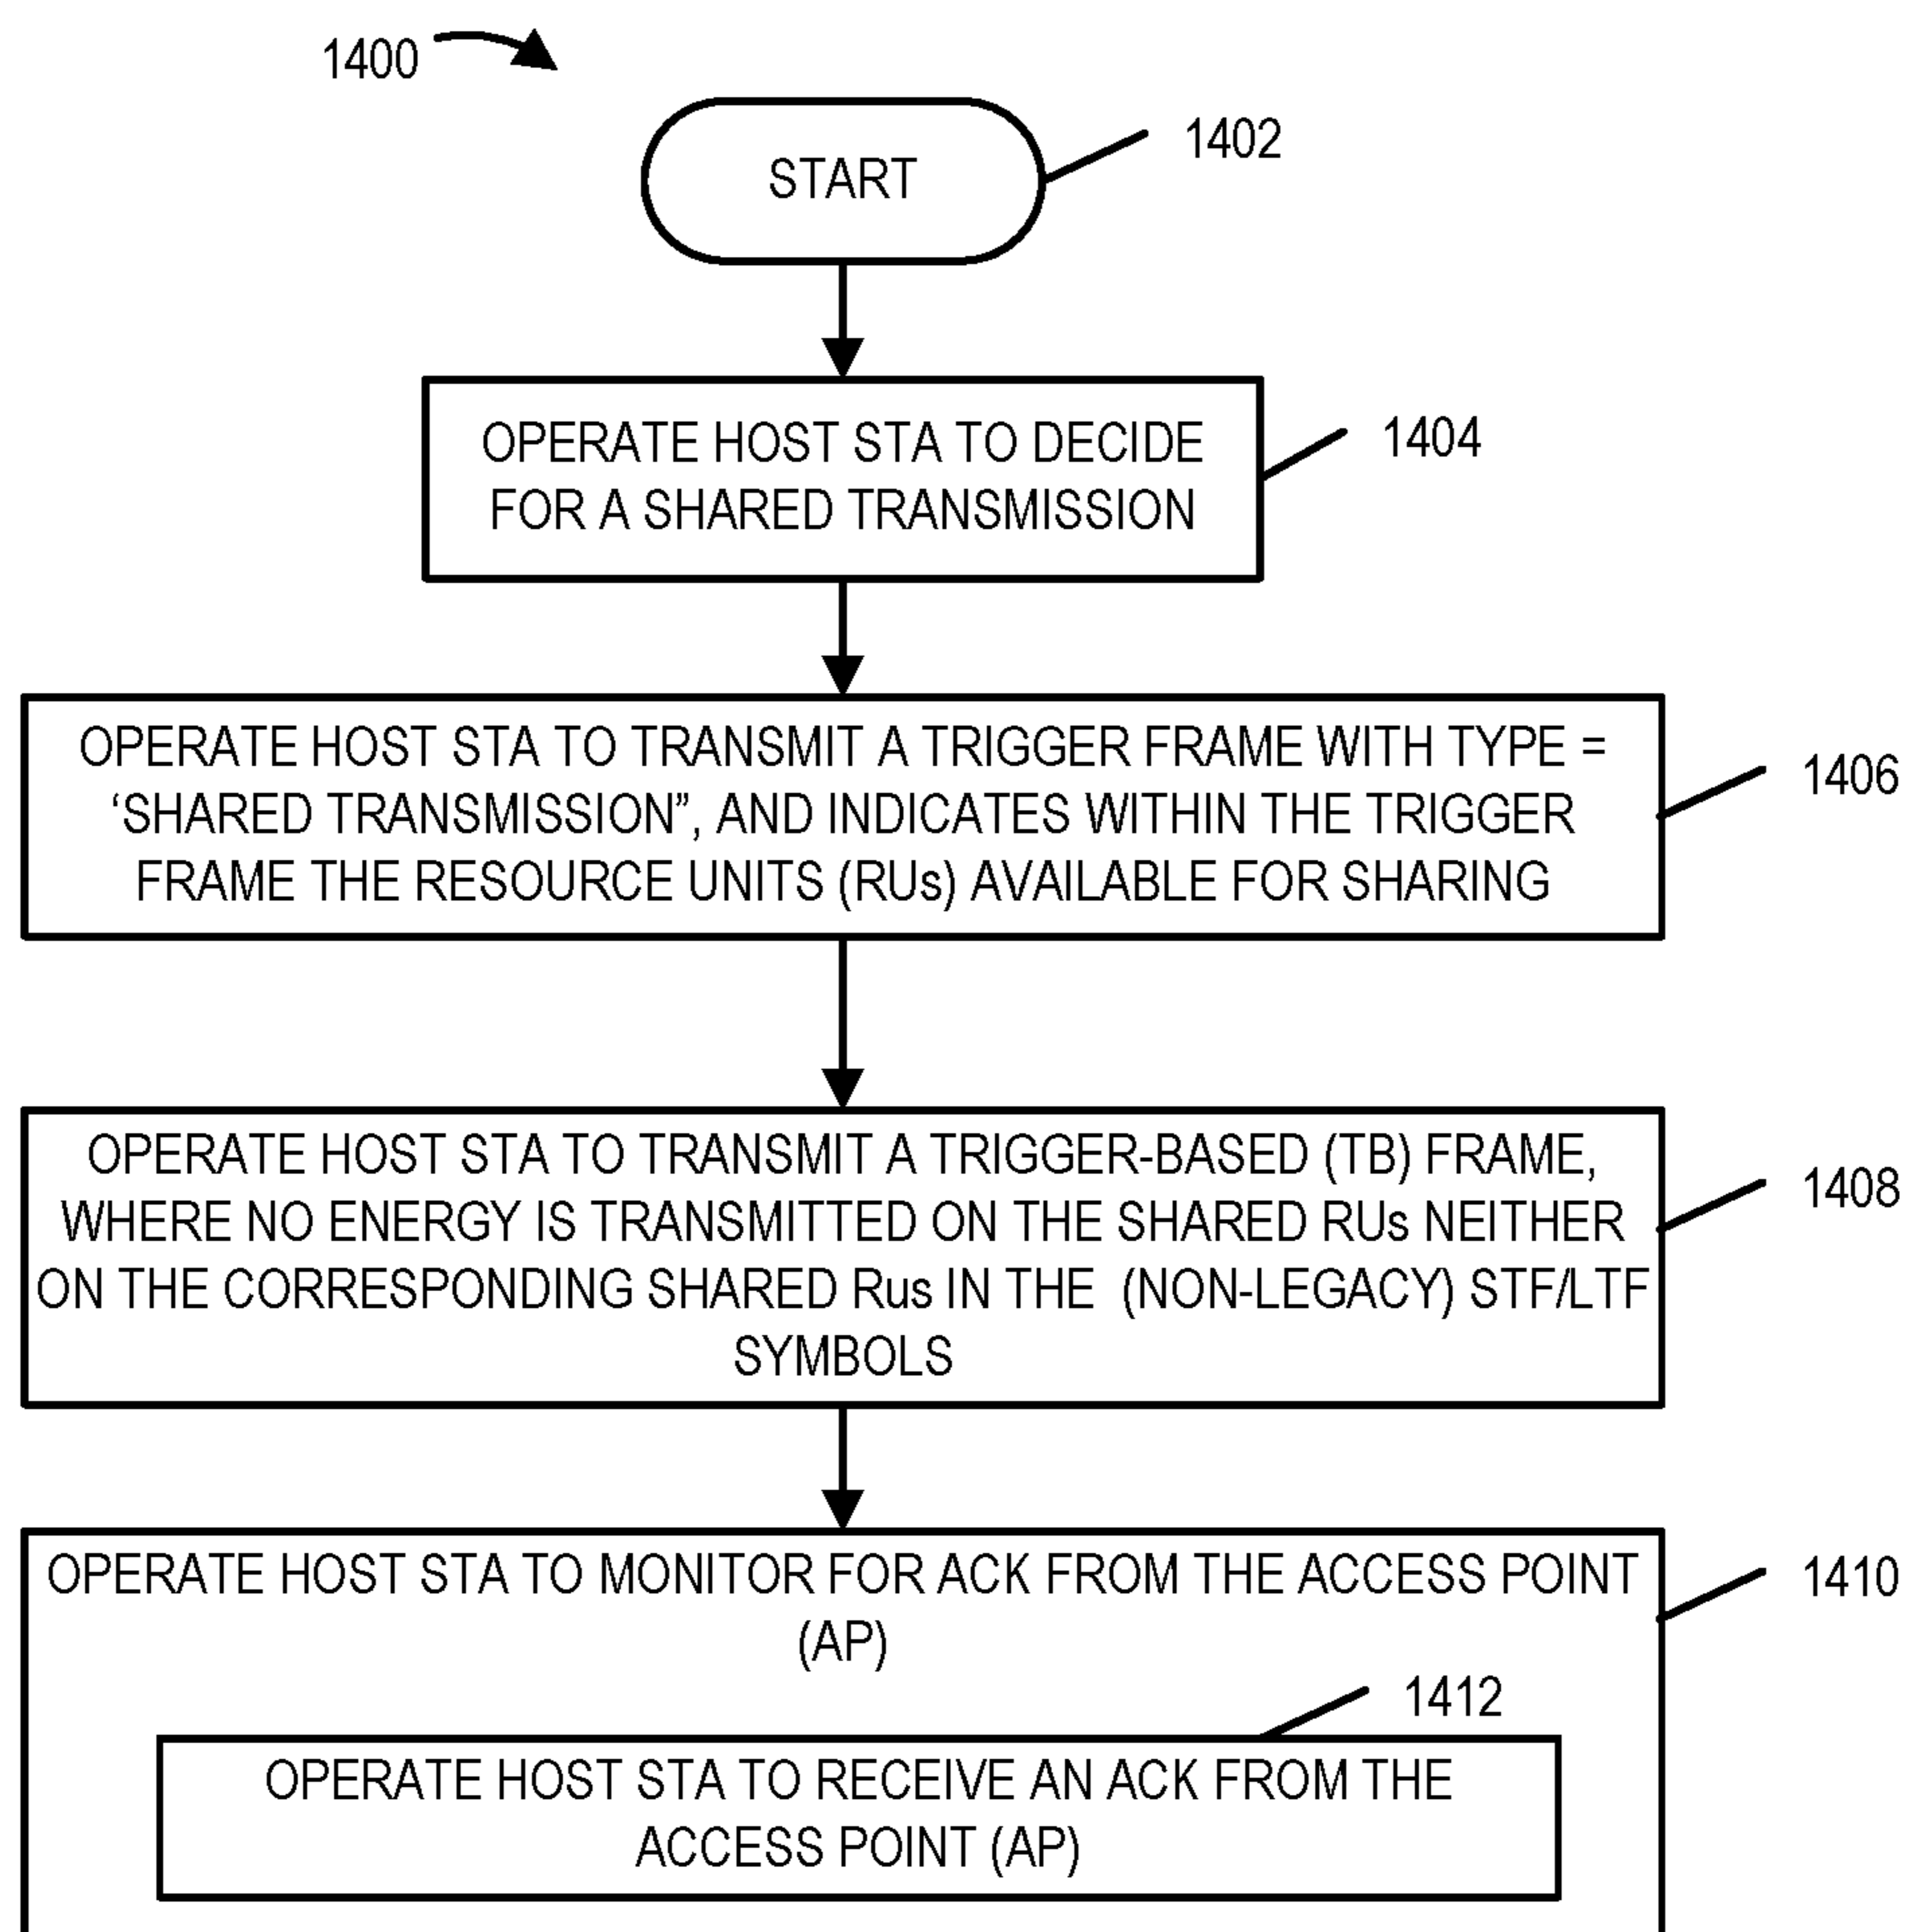 1400
START
1402
OPERATE HOST STA TO DECIDE
FOR A SHARED TRANSMISSION
1404
OPERATE HOST STA TO TRANSMIT A TRIGGER FRAME WITH TYPE =
‘SHARED TRANSMISSION”, AND INDICATES WITHIN THE TRIGGER
FRAME THE RESOURCE UNITS (RUs) AVAILABLE FOR SHARING
1406
OPERATE HOST STA TO TRANSMIT A TRIGGER-BASED (TB) FRAME,
WHERE NO ENERGY IS TRANSMITTED ON THE SHARED RUs NEITHER
ON THE CORRESPONDING SHARED Rus IN THE (NON-LEGACY) STF/LTF
SYMBOLS
1408
OPERATE HOST STA TO MONITOR FOR ACK FROM THE ACCESS POINT
(AP)
1410
1412
OPERATE HOST STA TO RECEIVE AN ACK FROM THE
ACCESS POINT (AP)